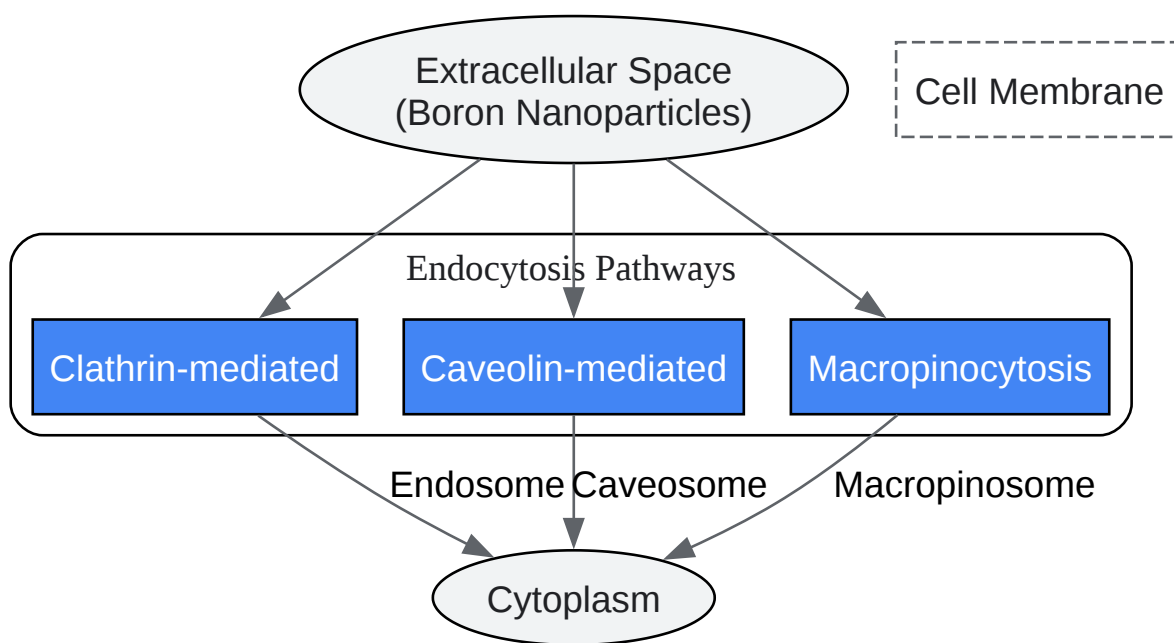 Extracellular Space
(Boron Nanoparticles)
Cell Membrane
Endocytosis Pathways
Clathrin-mediated
Caveolin-mediated
Macropinocytosis
Endosome
Caveosome
Macropinosome
Cytoplasm